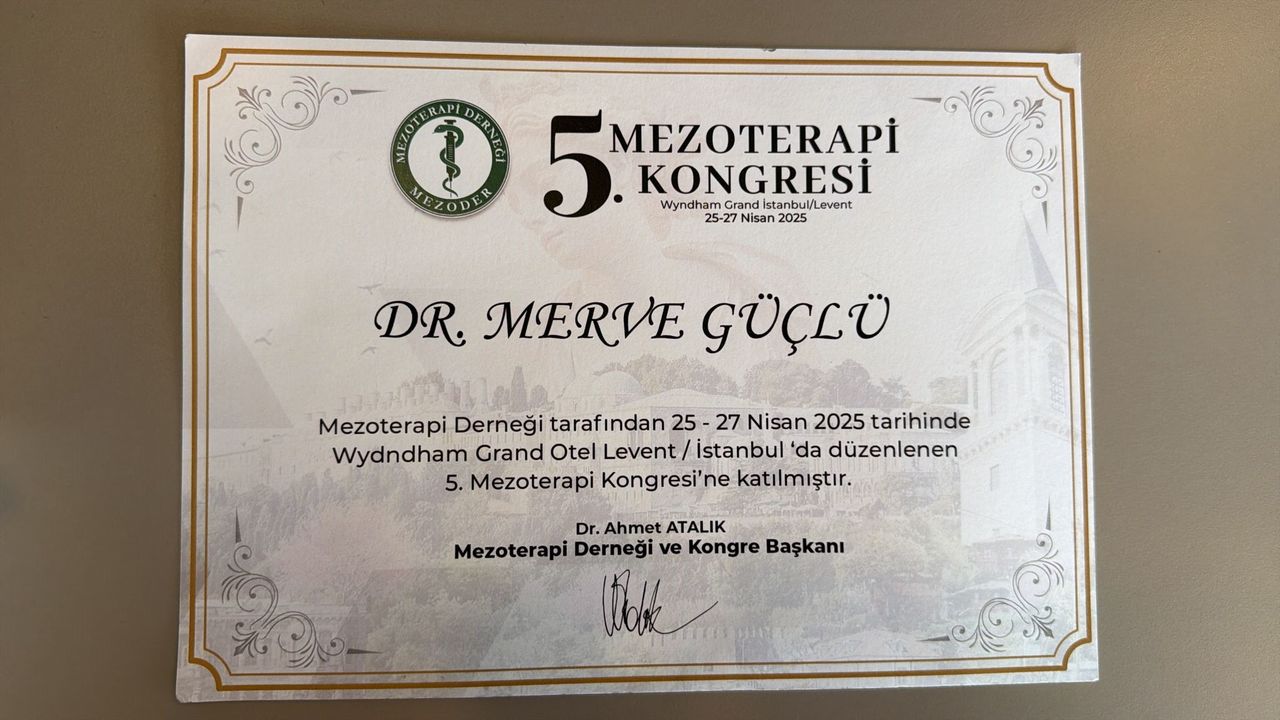 MEZOTERAPİ DERNEĞİ
MEZODER
5. MEZOTERAPİ
KONGRESİ
Wyndham Grand İstanbul/Levent
25-27 Nisan 2025
DR. MERVE GÜÇLÜ
Mezoterapi Derneği tarafından 25 - 27 Nisan 2025 tarihinde
Wydndham Grand Otel Levent / İstanbul ‘da düzenlenen
5. Mezoterapi Kongresi’ne katılmıştır.
Dr. Ahmet ATALIK
Mezoterapi Derneği ve Kongre Başkanı